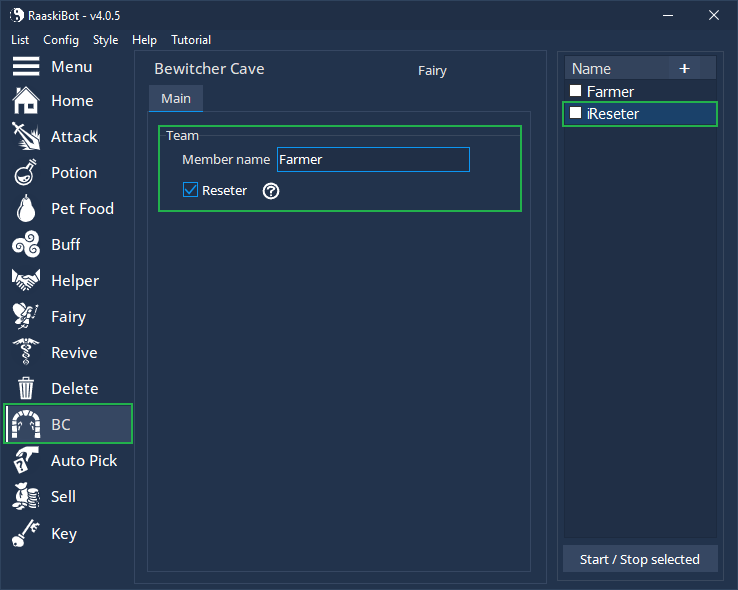 RaaskiBot - v4.0.5
List Config Style Help Tutorial
Menu
Home
Attack
Potion
Pet Food
Buff
Helper
Fairy
Revive
Delete
BC
Auto Pick
Sell
Key
Bewitcher Cave
Fairy
Main
Team
Member name Farmer
Reseter ?
Name +
Farmer
iReseter
Start / Stop selected